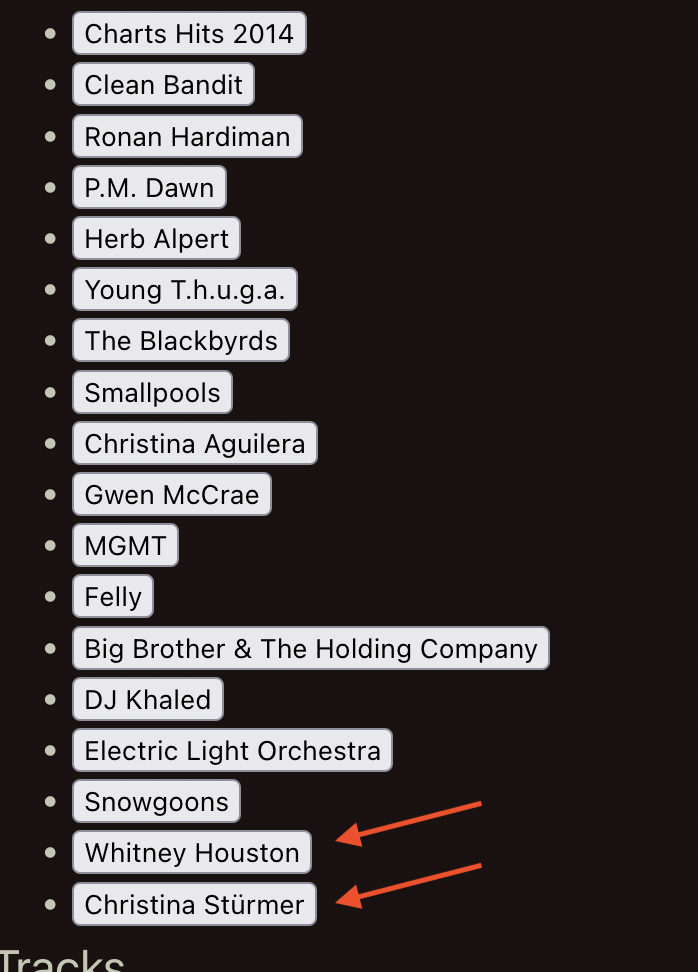 Charts Hits 2014
Clean Bandit
Ronan Hardiman
P.M. Dawn
Herb Alpert
Young T.h.u.g.a.
The Blackbyrds
Smallpools
Christina Aguilera
Gwen McCrae
MGMT
Felly
Big Brother & The Holding Company
DJ Khaled
Electric Light Orchestra
Snowgoons
Whitney Houston
Christina Stürmer
Tracks